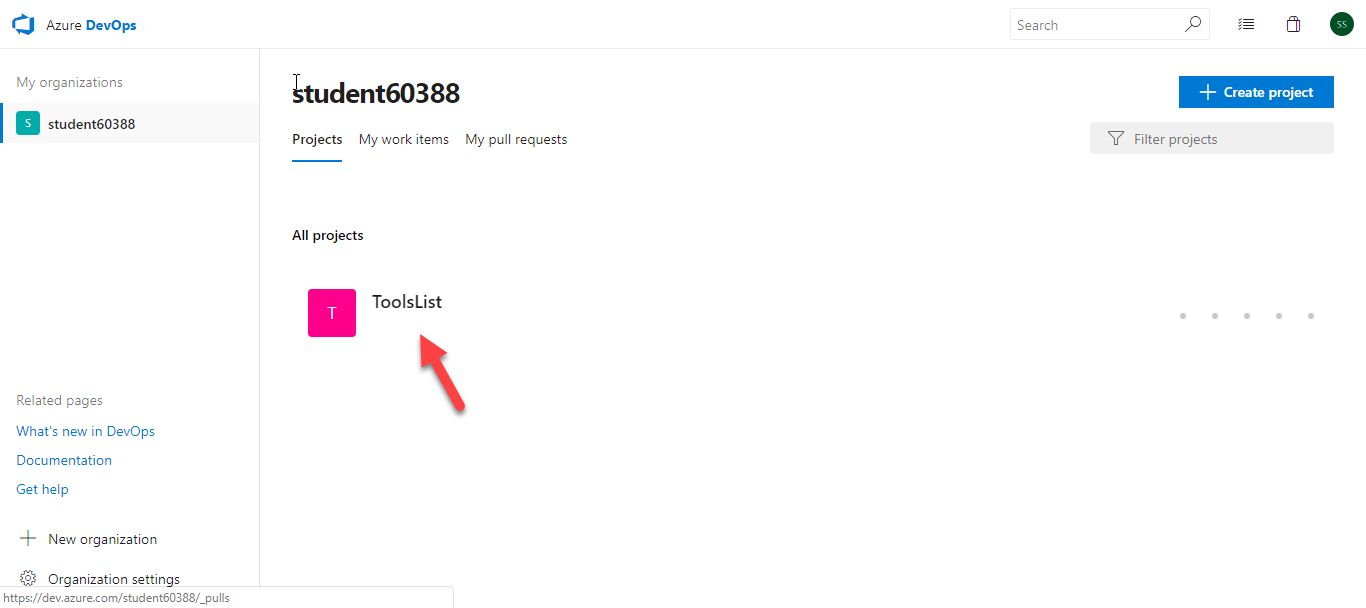 Azure DevOps
Search
SS
My organizations
S student60388
student60388
Create project
Projects My work items My pull requests
Filter projects
All projects
T ToolsList
Related pages
What's new in DevOps
Documentation
Get help
New organization
Organization settings
https://dev.azure.com/student60388/_pulls